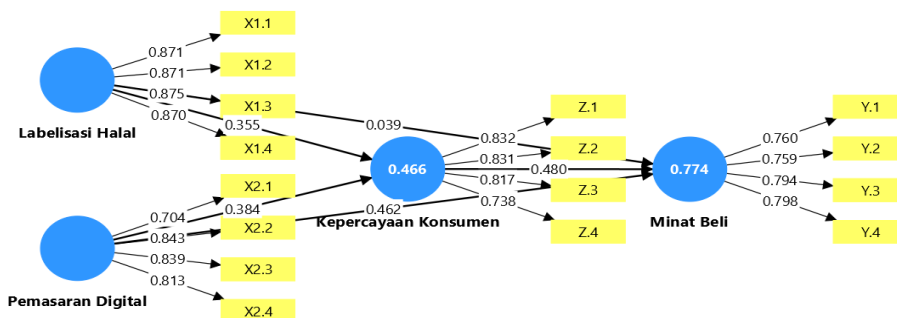 X1.1
0.871
X1.2
0.871
0.875
X1.3
0.870
Labelisasi Halal
0.355
X1.4
0.039
Z.1
0.832
Z.2
0.831
0.480
0.466
0.817
Z.3
0.738
Kepercayaan Konsumen
Z.4
Y.1
0.760
Y.2
0.759
0.774
0.794
Y.3
0.798
Minat Beli
Y.4
X2.1
0.704
0.384
0.462
X2.2
0.843
0.839
X2.3
Pemasaran Digital
0.813
X2.4